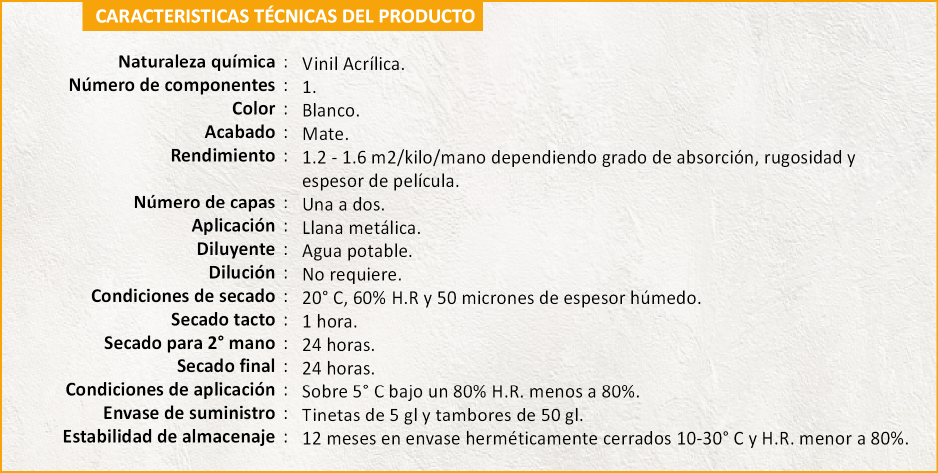 CARACTERISTICAS TÉCNICAS DEL PRODUCTO
Naturaleza química : Vinil Acrílica.
Número de componentes : 1.
Color : Blanco.
Acabado : Mate.
Rendimiento : 1.2 - 1.6 m2/kilo/mano dependiendo grado de absorción, rugosidad y
espesor de película.
Número de capas : Una a dos.
Aplicación : Llana metálica.
Diluyente : Agua potable.
Dilución : No requiere.
Condiciones de secado : 20° C, 60% H.R y 50 micrones de espesor húmedo.
Secado tacto : 1 hora.
Secado para 2° mano : 24 horas.
Secado final : 24 horas.
Condiciones de aplicación : Sobre 5° C bajo un 80% H.R. menos a 80%.
Envase de suministro : Tinetas de 5 gl y tambores de 50 gl.
Estabilidad de almacenaje : 12 meses en envase herméticamente cerrados 10-30° C y H.R. menor a 80%.